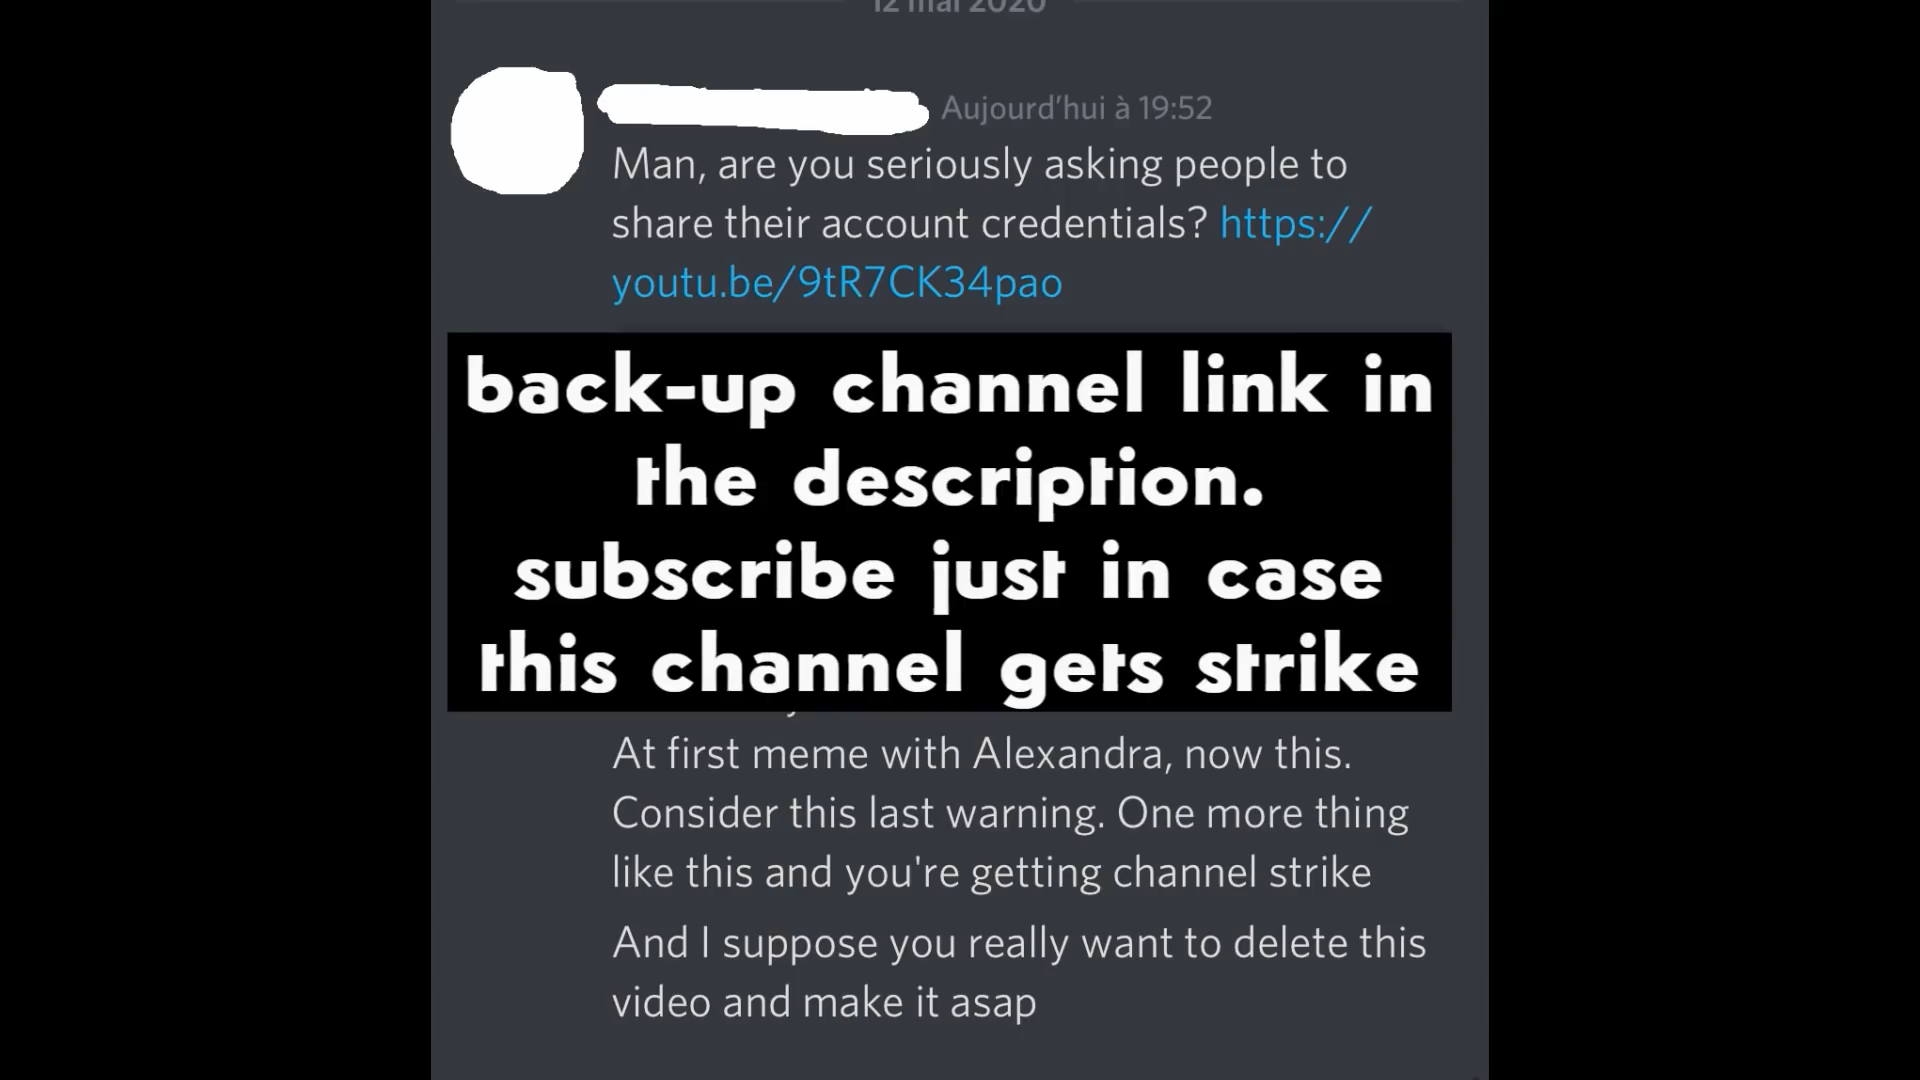 12 mai 2020
Aujourd'hui à 19:52
Man, are you seriously asking people to
share their account credentials? https://
youtu.be/9tR7CK34pao
back-up channel link in
the description.
subscribe just in case
this channel gets strike
At first meme with Alexandra, now this.
Consider this last warning. One more thing
like this and you're getting channel strike
And I suppose you really want to delete this
video and make it asap